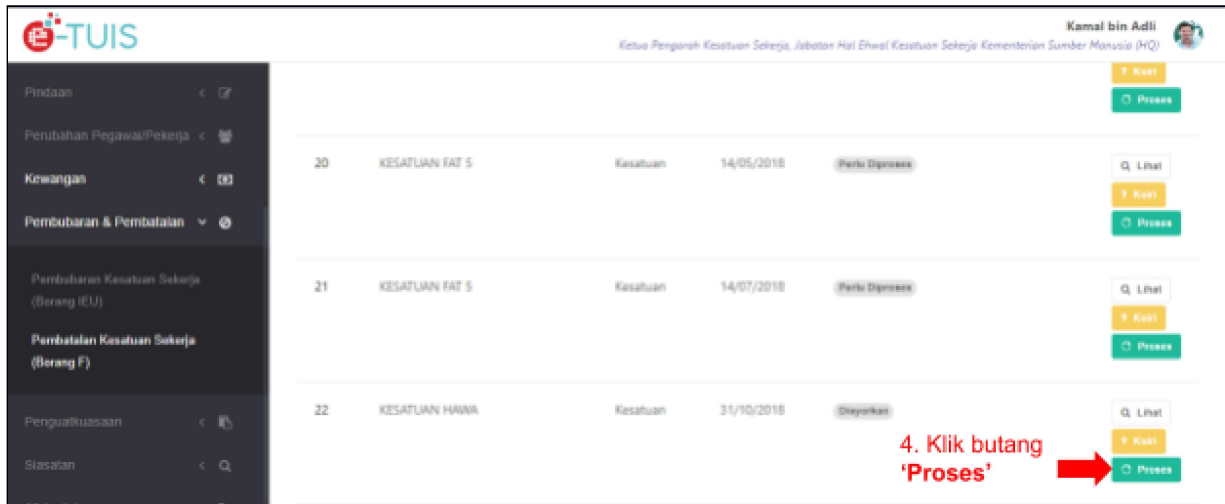 e-TUIS
Kamal bin Adli
Ketua Pengarah Kesatuan Sekerja, Jabatan Hal Ehwal Kesatuan Sekerja Kementerian Sumber Manusia (HQ)
Pindaan
Perubahan Pegawai/Pekerja
Kewangan
Pembubaran & Pembatalan
Pembubaran Kesatuan Sekerja
(Borang IEU)
Pembatalan Kesatuan Sekerja
(Borang F)
Penguatkuasaan
Siasatan
? Kuiri
Proses
20 KESATUAN FAT 5 Kesatuan 14/05/2018 Perlu Diproses Lihat
? Kuiri
Proses
21 KESATUAN FAT 5 Kesatuan 14/07/2018 Perlu Diproses Lihat
? Kuiri
Proses
22 KESATUAN HAWA Kesatuan 31/10/2018 Disyorkan Lihat
? Kuiri
Proses
4. Klik butang
‘Proses’